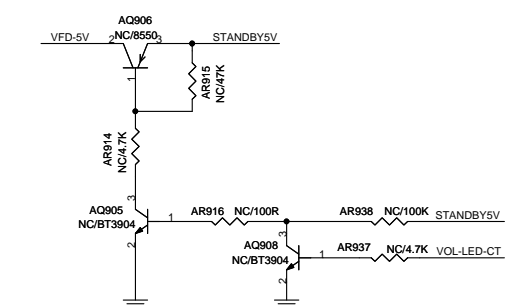 AQ906
VFD-5V 2 NC/8550 3 STANDBY5V
1
AR915
NC/47K
AR914
NC/4.7K
3
AQ905
NC/BT3904
1
2
AR916 NC/100R
AR938 NC/100K STANDBY5V
3
AQ908
NC/BT3904
1
2
AR937 NC/4.7K VOL-LED-CT